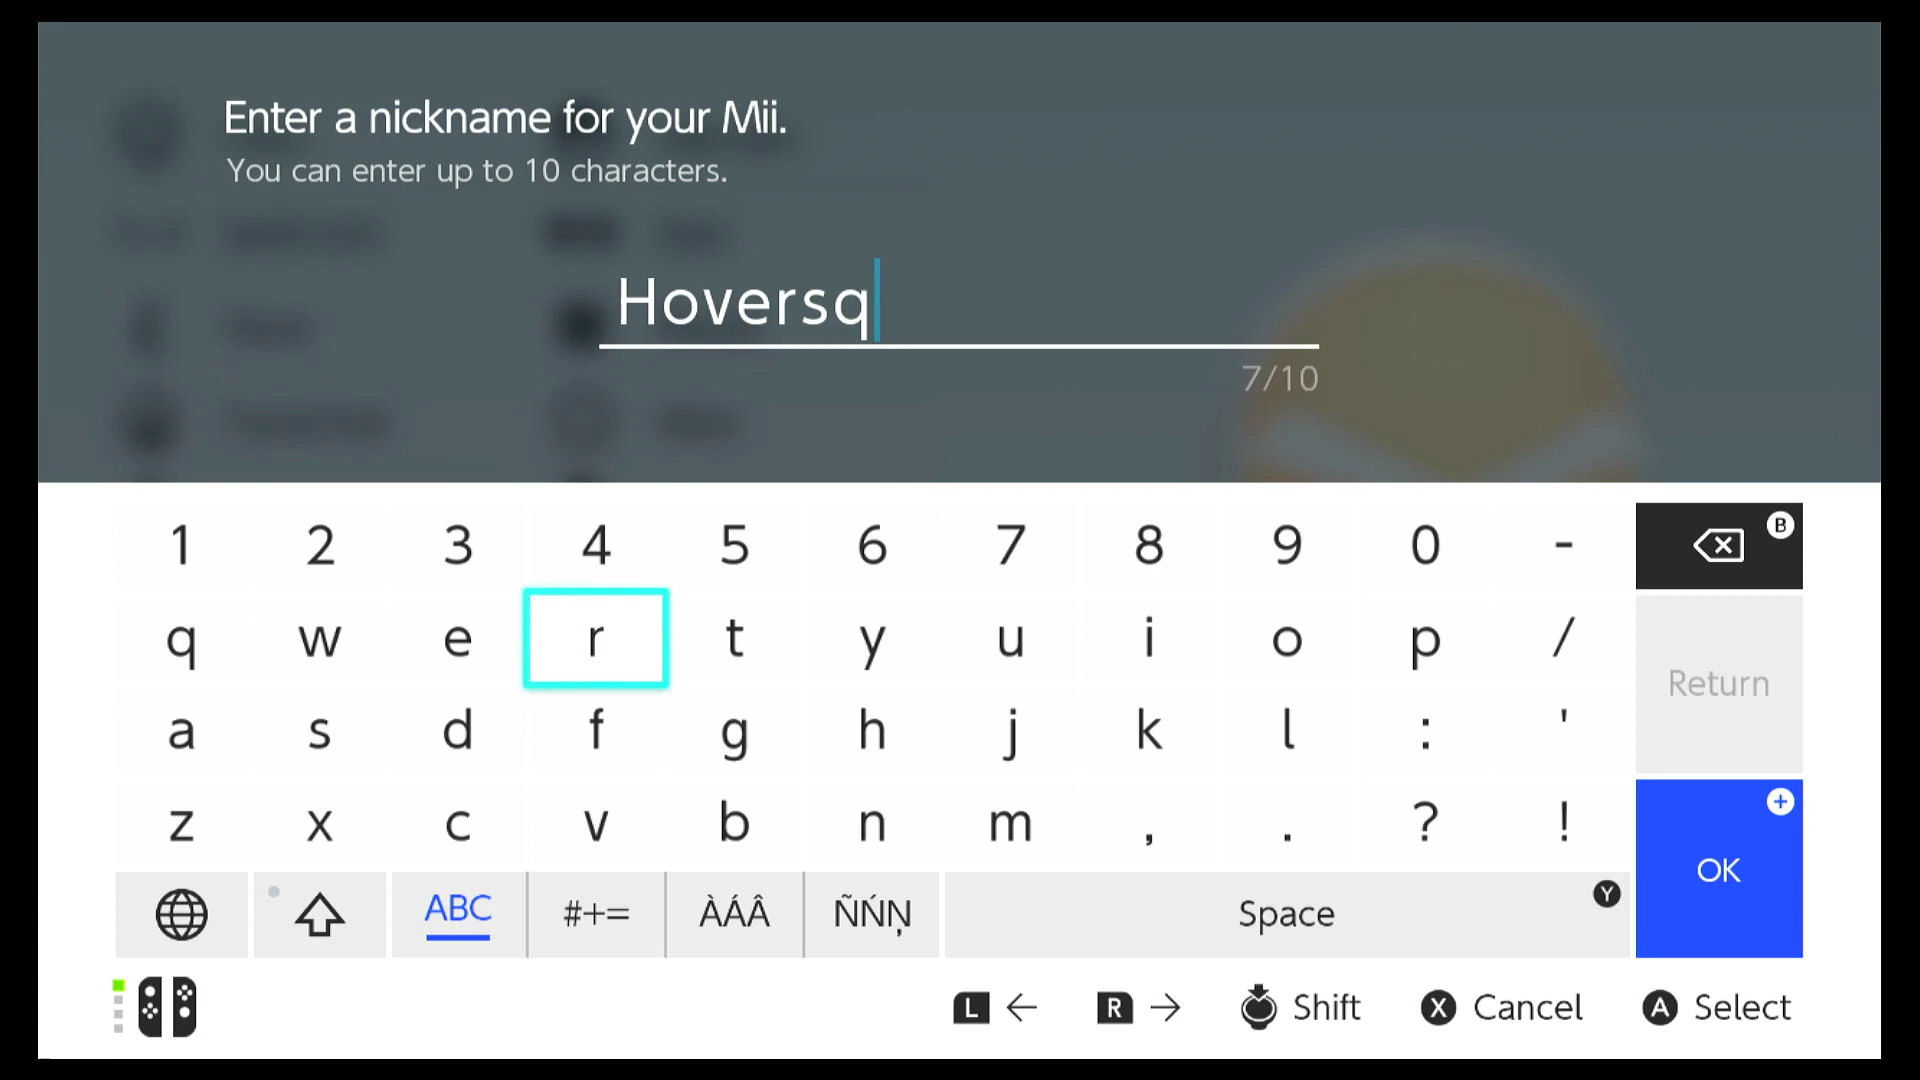 Enter a nickname for your Mii.
You can enter up to 10 characters.
Hoversq
7/10
1 2 3 4 5 6 7 8 9 0 - B
q w e r t y u i o p /
Return
a s d f g h j k l : '
z x c v b n m , . ? ! +
OK
ABC #+= ÀÁÂ ÑŃŅ Space Y
L ← R → Shift X Cancel A Select